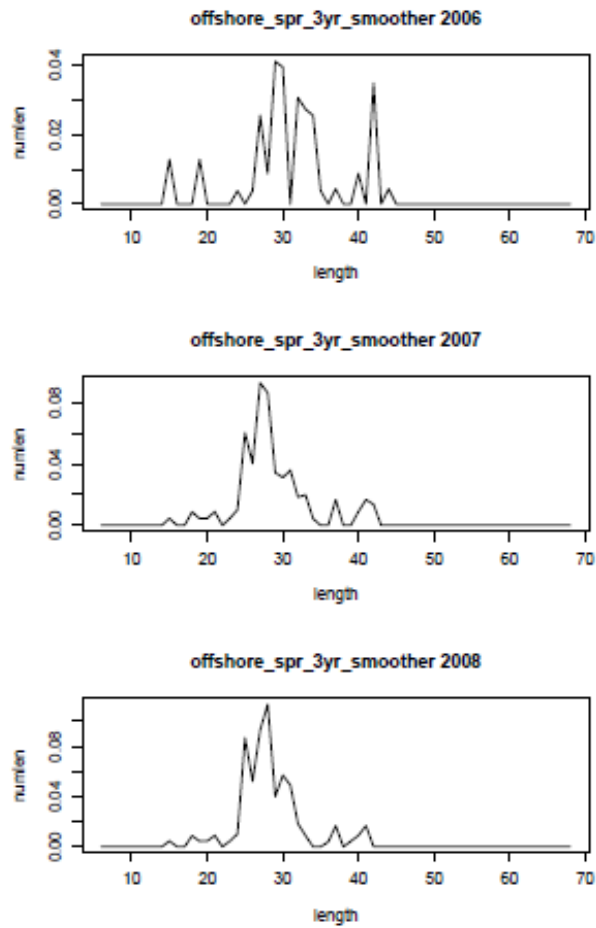 offshore_spr_3yr_smoother 2006
0.04
0.02
0.00
numlen
10 20 30 40 50 60 70
length
offshore_spr_3yr_smoother 2007
0.08
0.04
0.00
numlen
10 20 30 40 50 60 70
length
offshore_spr_3yr_smoother 2008
0.08
0.04
0.00
numlen
10 20 30 40 50 60 70
length